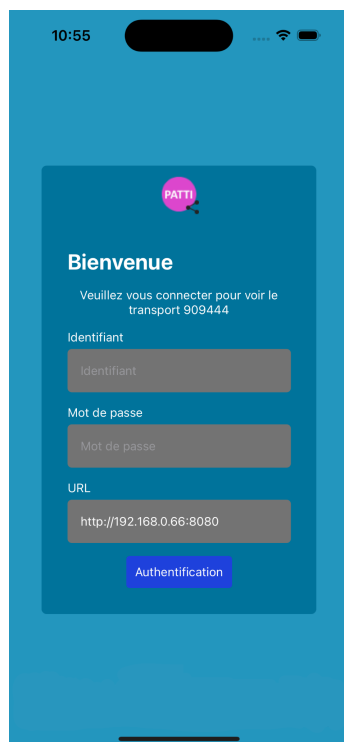 10:55
PATTI
Bienvenue
Veuillez vous connecter pour voir le
transport 909444
Identifiant
Identifiant
Mot de passe
Mot de passe
URL
http://192.168.0.66:8080
Authentification